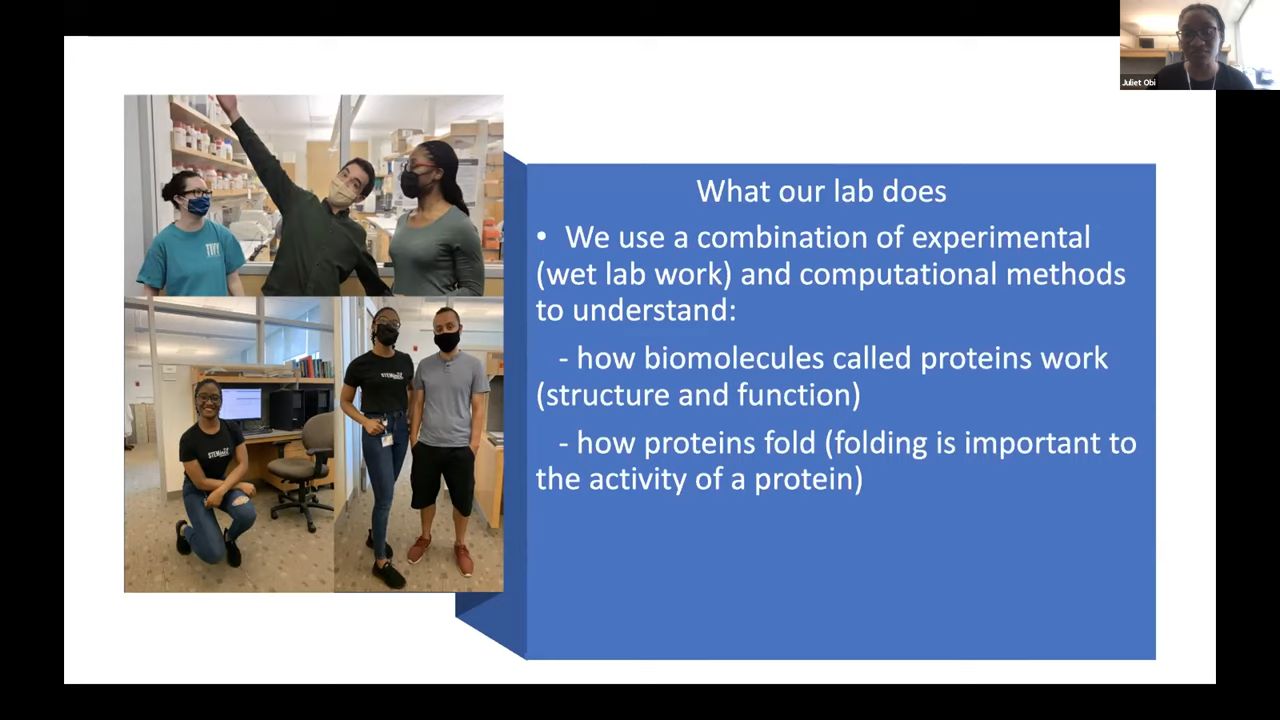 Juliet Obi
What our lab does
• We use a combination of experimental
(wet lab work) and computational methods
to understand:
- how biomolecules called proteins work
(structure and function)
- how proteins fold (folding is important to
the activity of a protein)